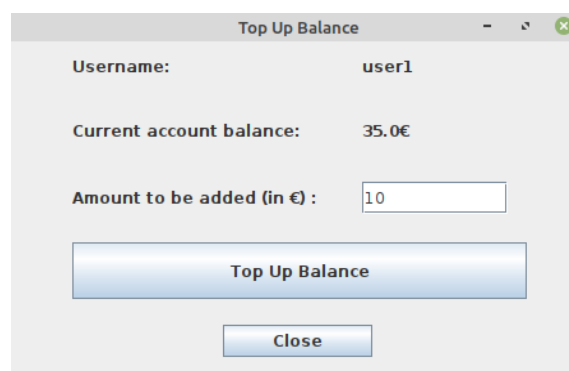 Top Up Balance
Username: user1
Current account balance: 35.0€
Amount to be added (in €) : 10
Top Up Balance
Close